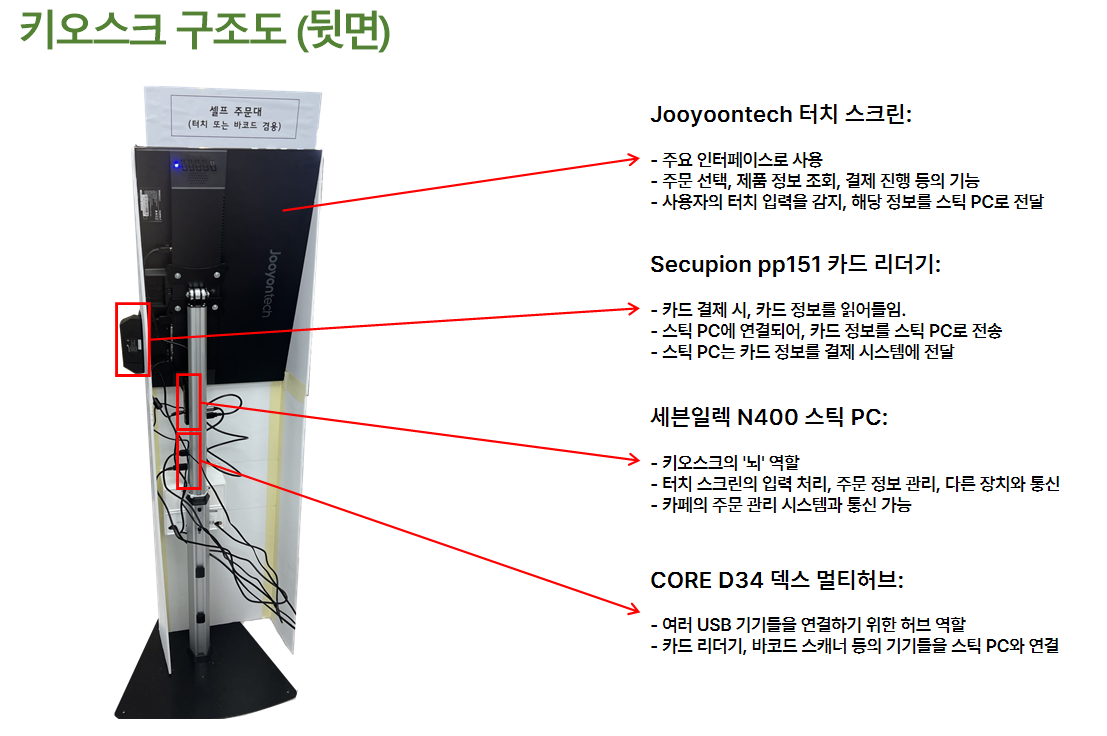 키오스크 구조도 (뒷면)
셀프 주문대
(터치 또는 바코드 겸용)
Jooyontech
Jooyoontech 터치 스크린:
- 주요 인터페이스로 사용
- 주문 선택, 제품 정보 조회, 결제 진행 등의 기능
- 사용자의 터치 입력을 감지, 해당 정보를 스틱 PC로 전달
Secupion pp151 카드 리더기:
- 카드 결제 시, 카드 정보를 읽어들임.
- 스틱 PC에 연결되어, 카드 정보를 스틱 PC로 전송
- 스틱 PC는 카드 정보를 결제 시스템에 전달
세븐일렉 N400 스틱 PC:
- 키오스크의 '뇌' 역할
- 터치 스크린의 입력 처리, 주문 정보 관리, 다른 장치와 통신
- 카페의 주문 관리 시스템과 통신 가능
CORE D34 덱스 멀티허브:
- 여러 USB 기기들을 연결하기 위한 허브 역할
- 카드 리더기, 바코드 스캐너 등의 기기들을 스틱 PC와 연결